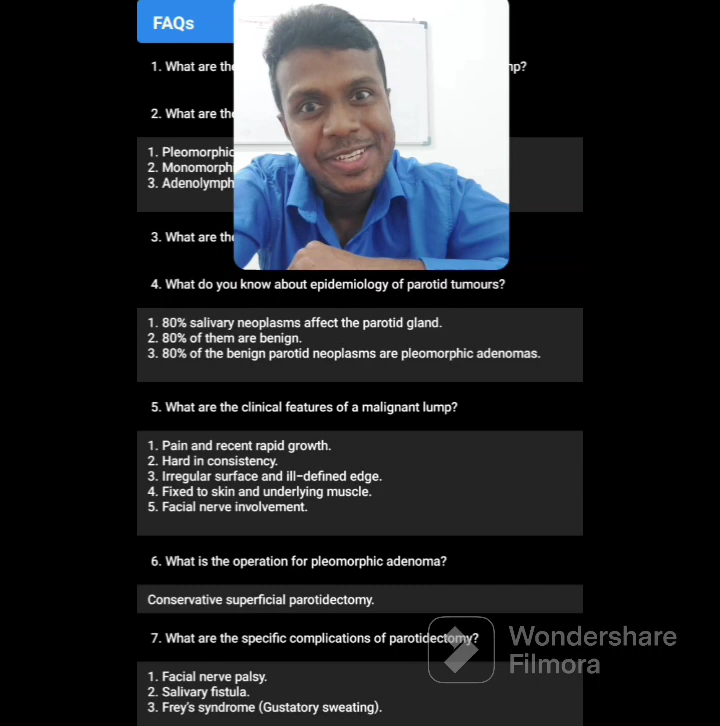 FAQs
1. What are the
mp?
2. What are the
1. Pleomorphic
2. Monomorph
3. Adenolymph
3. What are the
4. What do you know about epidemiology of parotid tumours?
1. 80% salivary neoplasms affect the parotid gland.
2. 80% of them are benign.
3. 80% of the benign parotid neoplasms are pleomorphic adenomas.
5. What are the clinical features of a malignant lump?
1. Pain and recent rapid growth.
2. Hard in consistency.
3. Irregular surface and ill-defined edge.
4. Fixed to skin and underlying muscle.
5. Facial nerve involvement.
6. What is the operation for pleomorphic adenoma?
Conservative superficial parotidectomy.
7. What are the specific complications of parotidectomy?
Wondershare
Filmora
1. Facial nerve palsy.
2. Salivary fistula.
3. Frey's syndrome (Gustatory sweating).